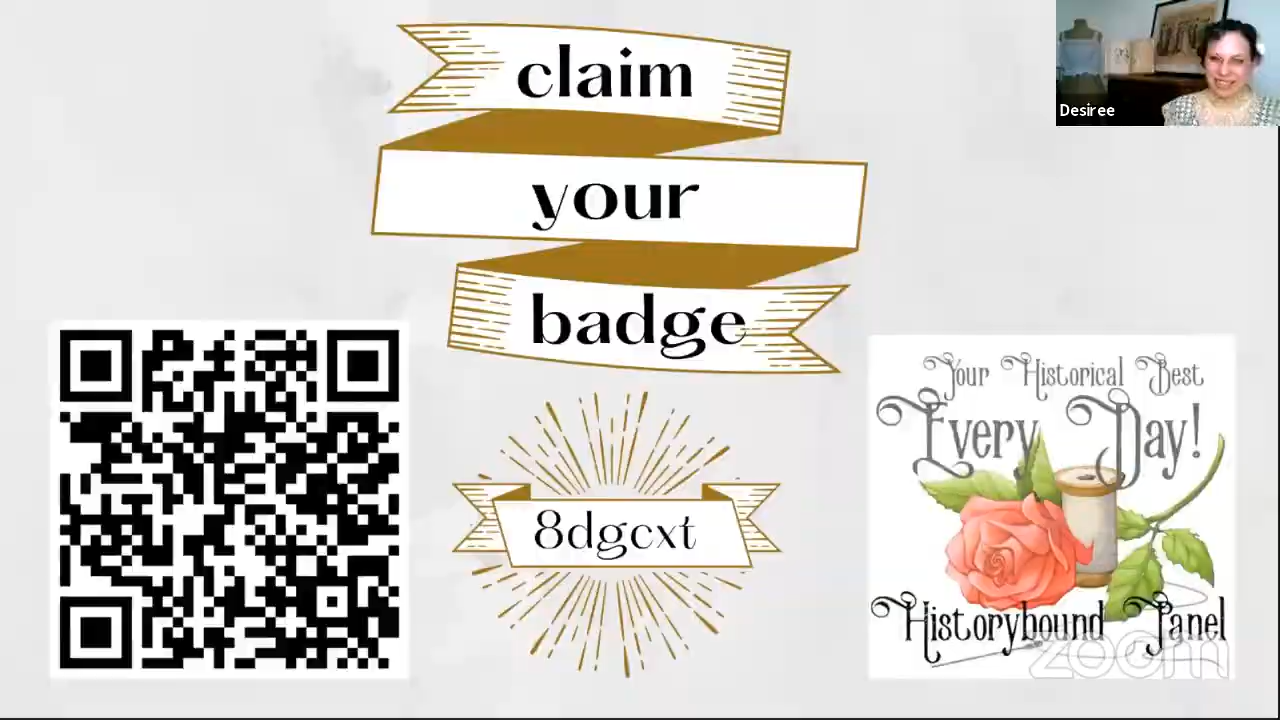 claim
your
badge
Desiree
8dgcxt
Your Historical Best
Every Day!
Historybound Panel
zoom